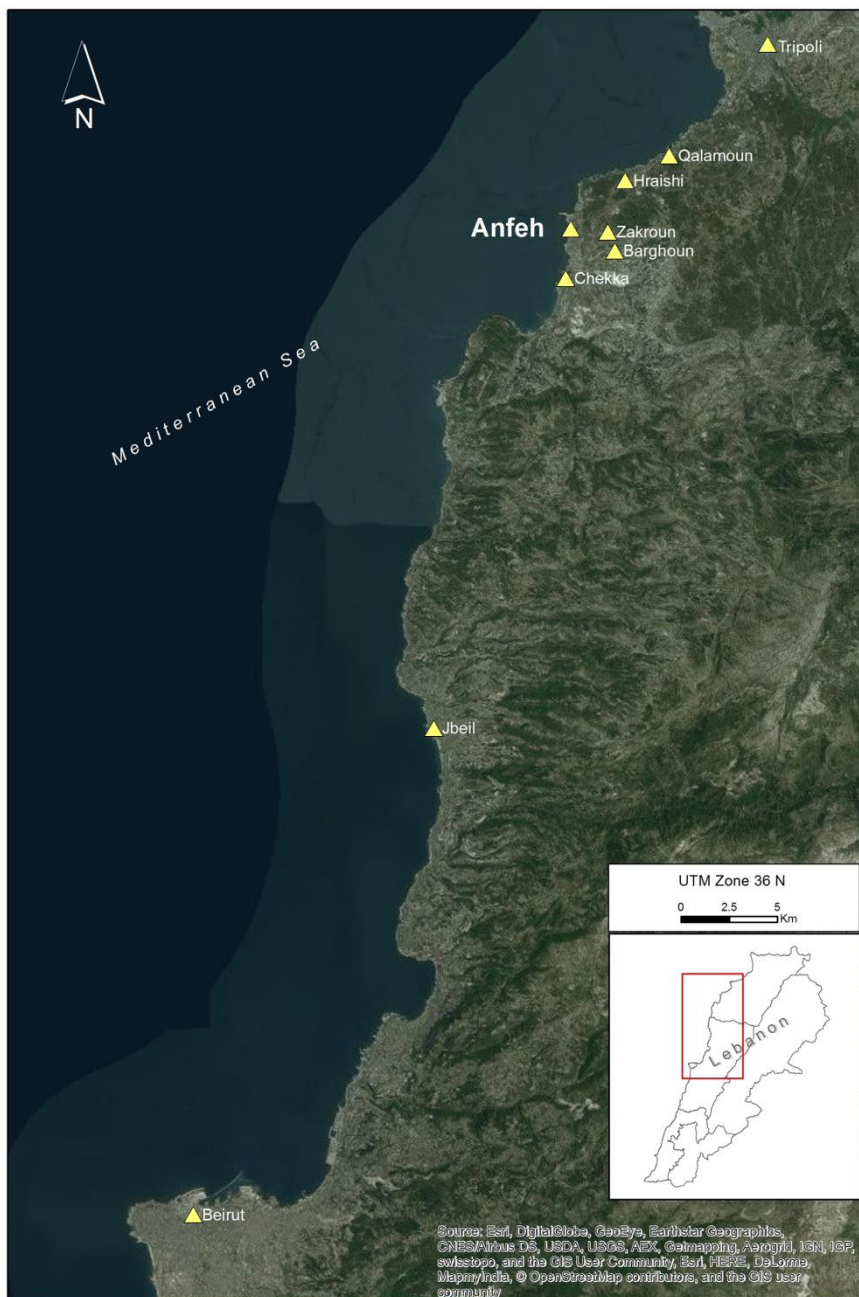 N
Tripoli
Qalamoun
Hraishi
Anfeh
Zakroun
Barghoun
Chekka
Mediterranean Sea
Jbeil
UTM Zone 36 N
0 2.5 5
Km
Lebanon
Beirut
Source: Esri, DigitalGlobe, GeoEye, Earthstar Geographics,
CNES/Airbus DS, USDA, USGS, AEX, Getmapping, Aerogrid, IGN, IGP,
swisstopo, and the GIS User Community, Esri, HERE, DeLorme,
MapmyIndia, © OpenStreetMap contributors, and the GIS user
community